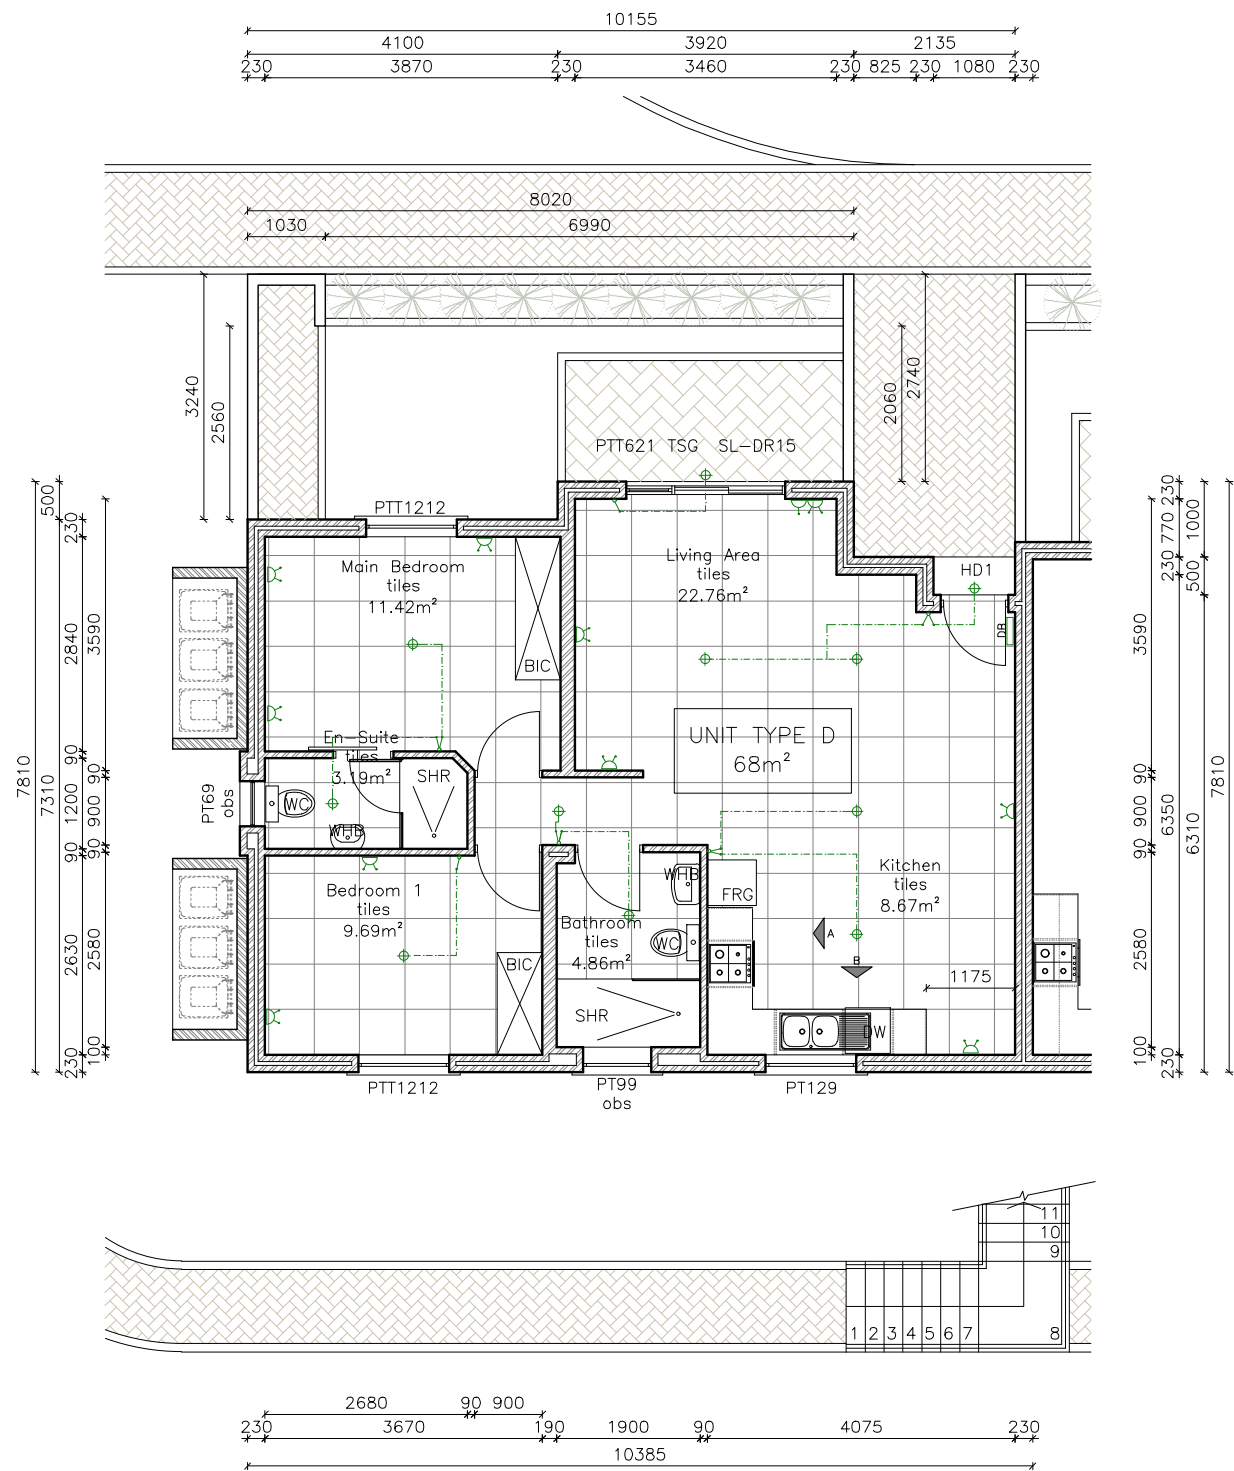 10155
4100 3920 2135
230 3870 230 3460 230 825 230 1080 230
8020
1030 6990
3240
2560
2060
2740
PTT621 TSG SL-DR15
PTT1212
HD1
Main Bedroom
tiles
11.42m²
Living Area
tiles
22.76m²
BIC
DB
UNIT TYPE D
68m²
En-Suite
tiles
3.19m²
SHR
WC
WHB
PT69
obs
Bedroom 1
tiles
9.69m²
BIC
Bathroom
tiles
4.86m²
WHB
WC
SHR
FRG
Kitchen
tiles
8.67m²
A
B
1175
DW
PTT1212
PT99
obs
PT129
7810
500
7310
230
2840
90
1200
90
2630
230
3590
90
900
90
2580
100
3590
90
900
90
2580
100
230
770
230
6350
230
1000
500
6310
7810
11
10
9
1 2 3 4 5 6 7 8
2680 90 900
230 3670 190 1900 90 4075 230
10385